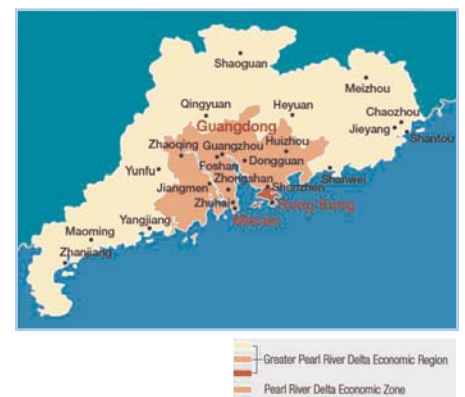 Shaoguan
Meizhou
Qingyuan
Heyuan
Chaozhou
Guangdong
Jieyang
Shantou
Zhaoqing
Guangzhou
Huizhou
Foshan
Dongguan
Yunfu
Zhongshan
Shanwei
Jiangmen
Shenzhen
Zhuhai
Hong Kong
Macau
Yangjiang
Maoming
Zhanjiang
Greater Pearl River Delta Economic Region
Pearl River Delta Economic Zone